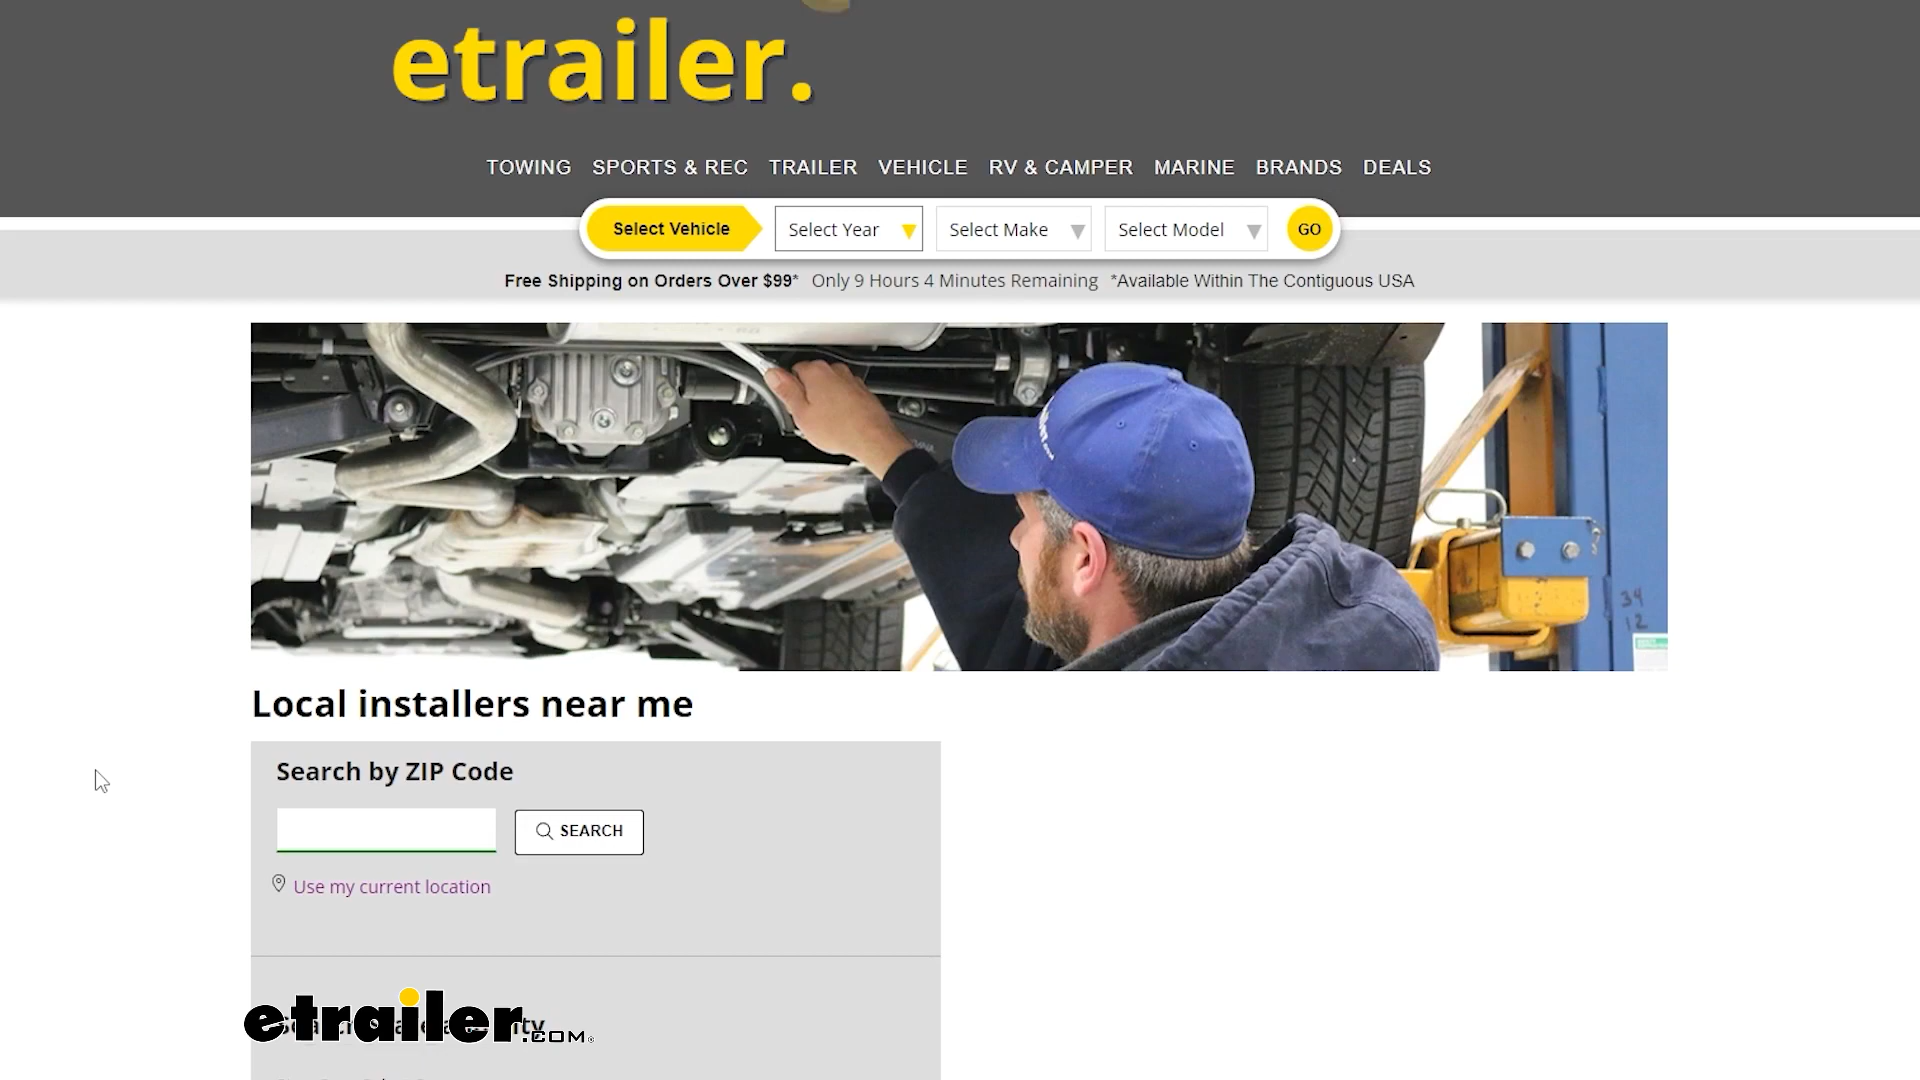 etrailer.
TOWING SPORTS & REC TRAILER VEHICLE RV & CAMPER MARINE BRANDS DEALS
Select Vehicle Select Year Select Make Select Model GO
Free Shipping on Orders Over $99* Only 9 Hours 4 Minutes Remaining *Available Within The Contiguous USA
34
12
Local installers near me
Search by ZIP Code
SEARCH
Use my current location
etrailer.com